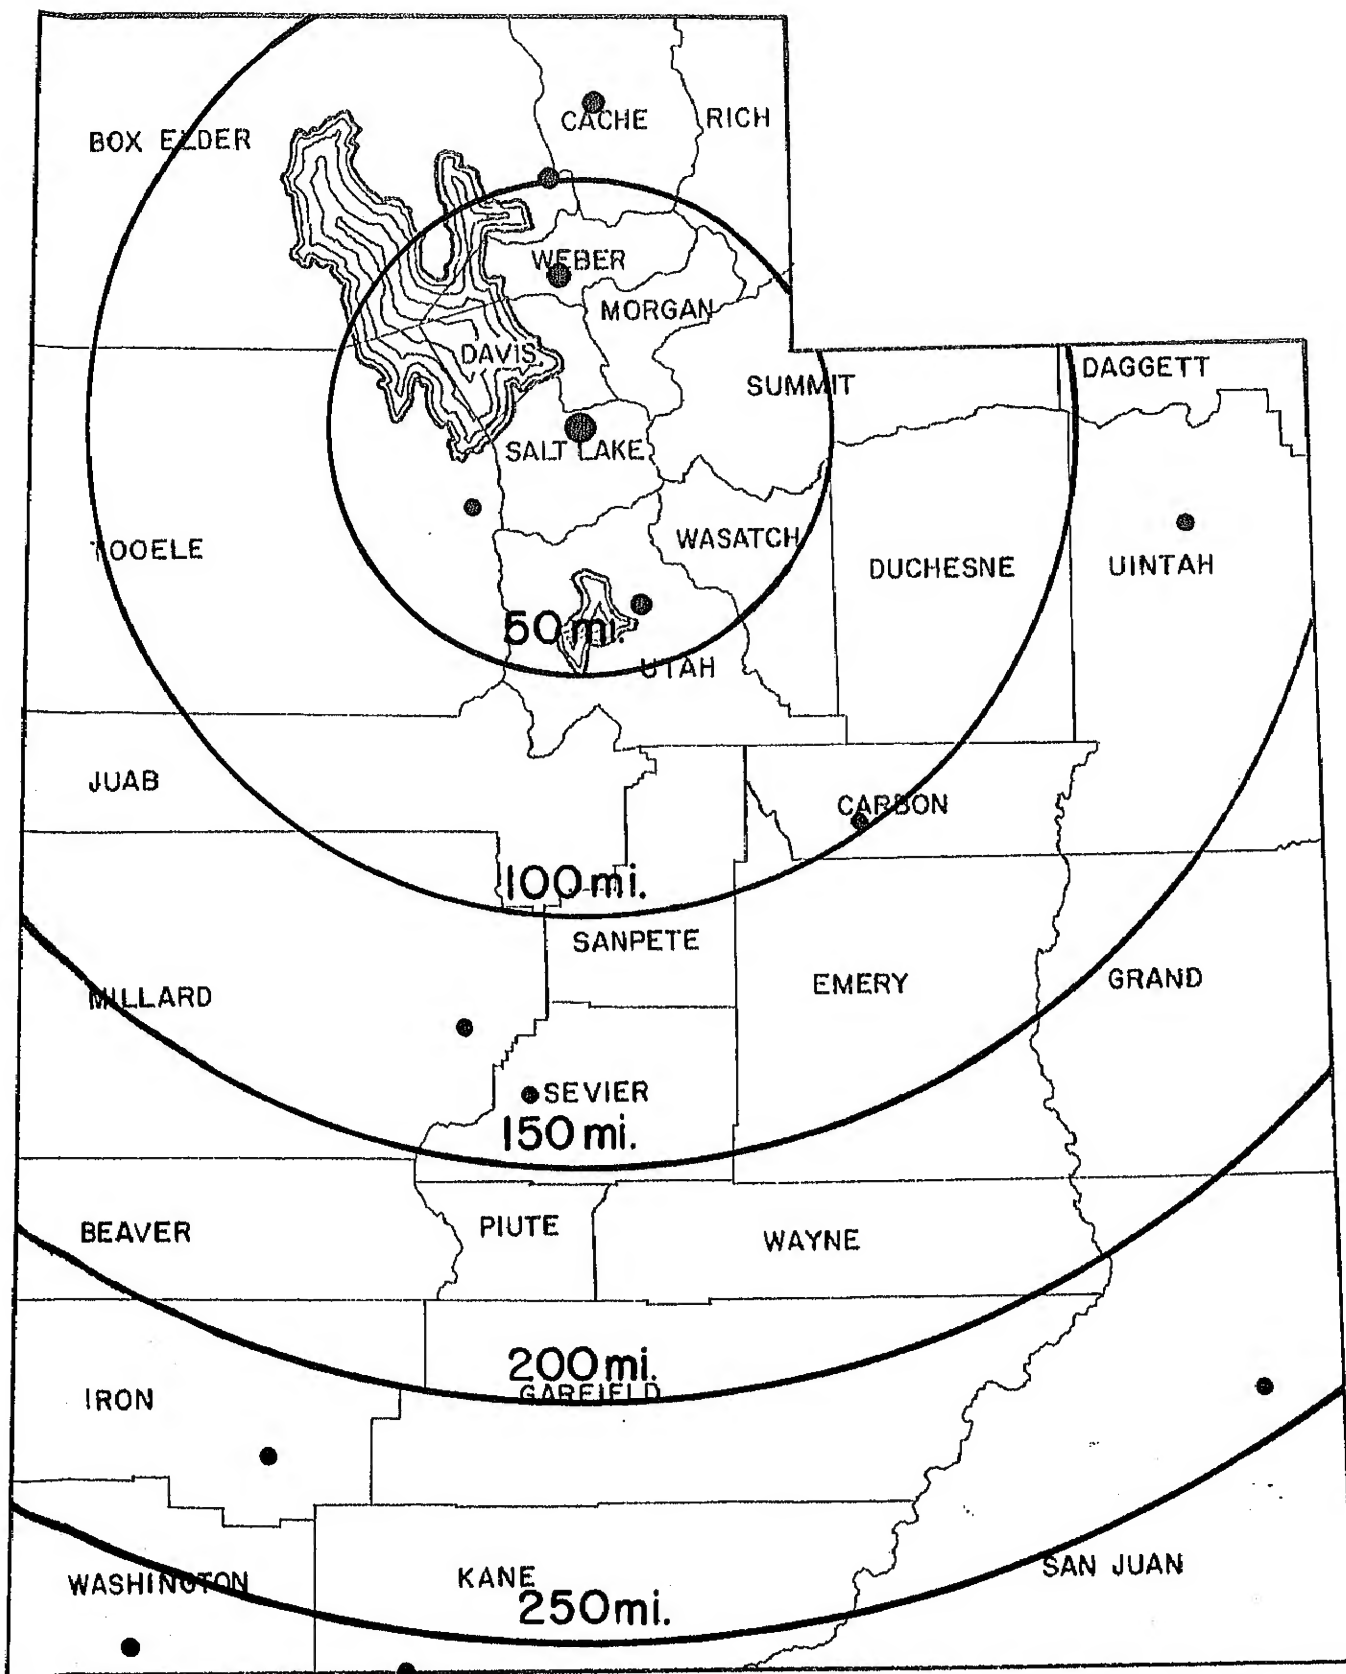 CACHE
RICH
BOX ELDER
WEBER
MORGAN
DAVIS
DAGGETT
SUMMIT
SALT LAKE
WASATCH
TOOELE
DUCHESNE
UINTAH
50 mi.
UTAH
JUAB
CARBON
100 mi.
SANPETE
EMERY
GRAND
MILLARD
SEVIER
150 mi.
BEAVER
PIUTE
WAYNE
200 mi.
GARFIELD
IRON
SAN JUAN
WASHINGTON
KANE
250 mi.